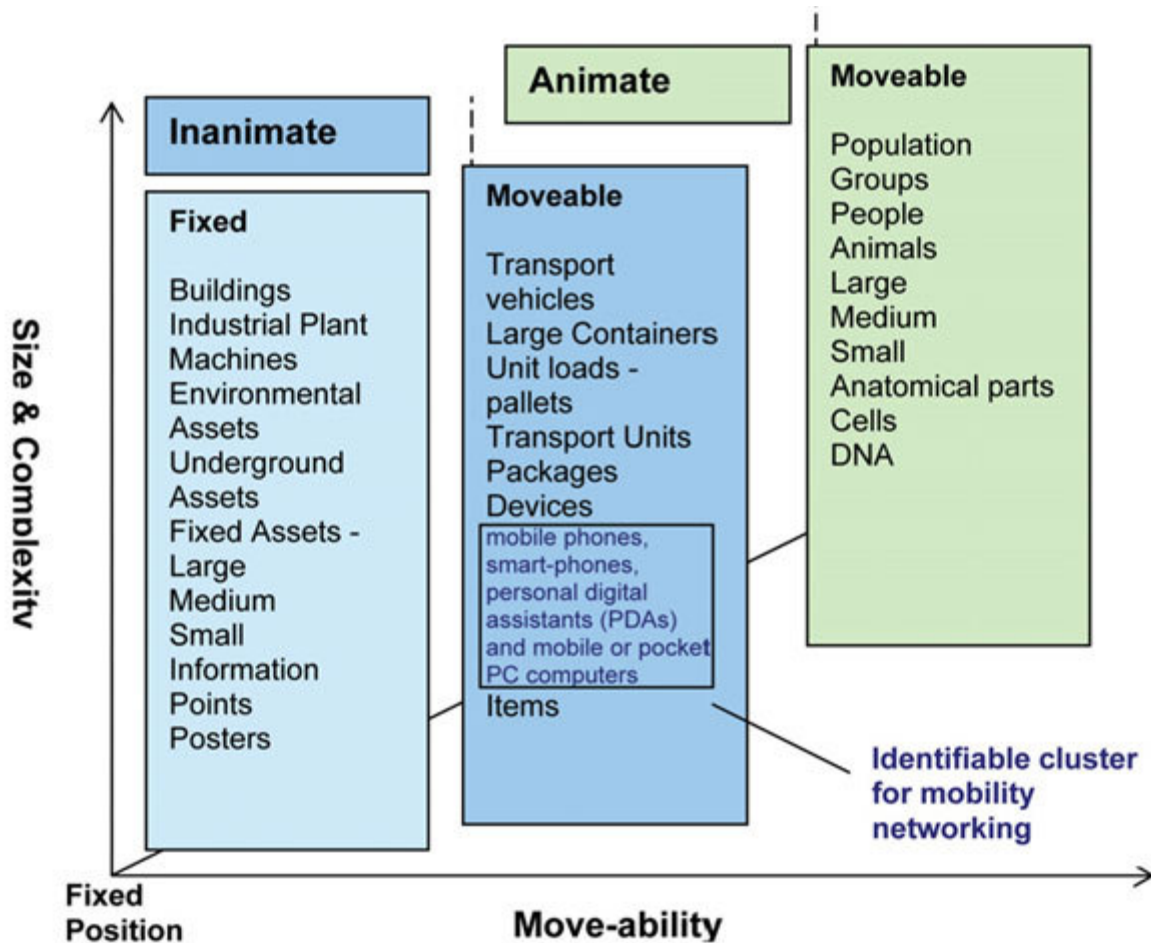 Size & Complexity
Inanimate
Fixed
Buildings
Industrial Plant
Machines
Environmental
Assets
Underground
Assets
Fixed Assets -
Large
Medium
Small
Information
Points
Posters
Moveable
Transport
vehicles
Large Containers
Unit loads -
pallets
Transport Units
Packages
Devices
mobile phones,
smart-phones,
personal digital
assistants (PDAs)
and mobile or pocket
PC computers
Items
Animate
Moveable
Population
Groups
People
Animals
Large
Medium
Small
Anatomical parts
Cells
DNA
Identifiable cluster
for mobility
networking
Fixed
Position
Move-ability